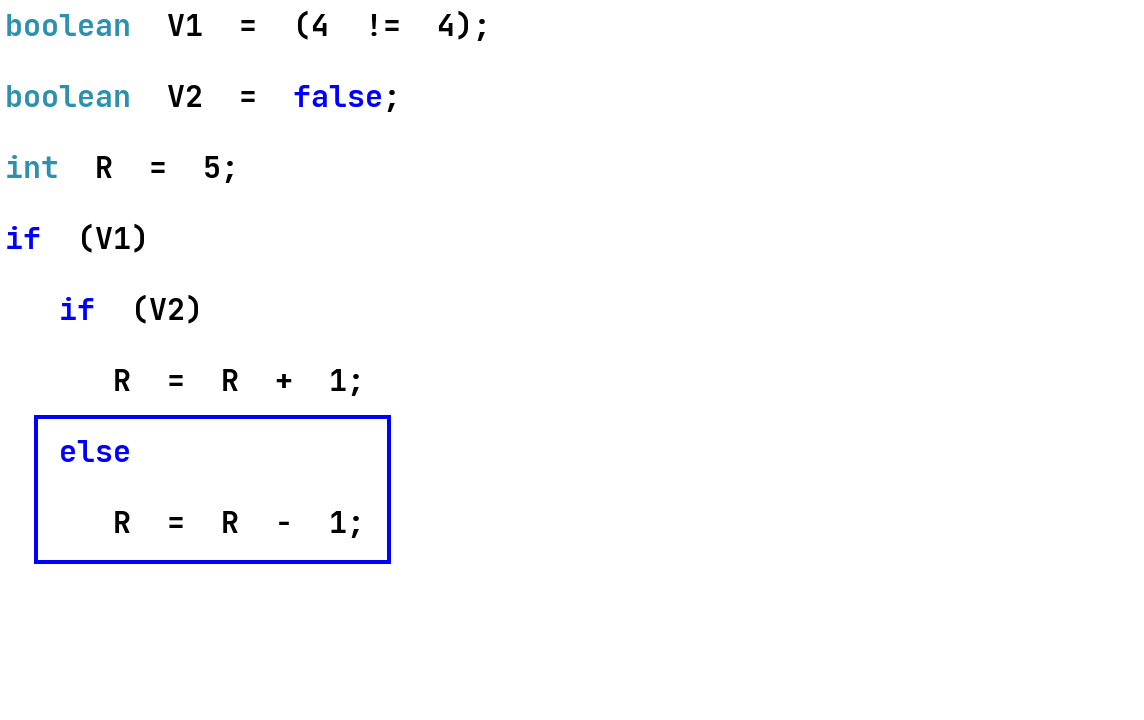 boolean V1 = (4 != 4);
boolean V2 = false;
int R = 5;
if (V1)
if (V2)
R = R + 1;
else
R = R - 1;